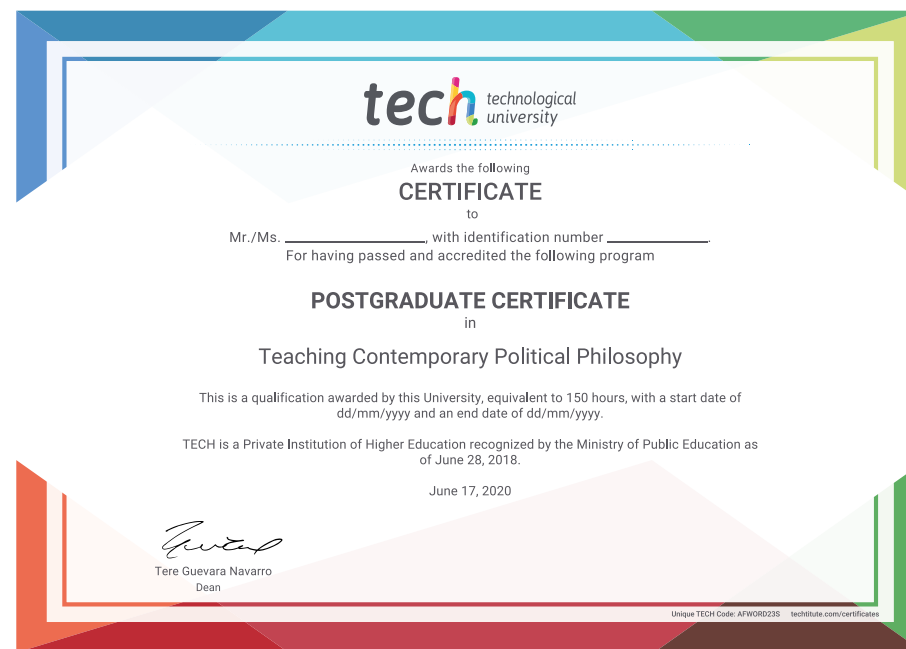 tech technological
university
Awards the following
CERTIFICATE
to
Mr./Ms. ____________________, with identification number ______________.
For having passed and accredited the following program
POSTGRADUATE CERTIFICATE
in
Teaching Contemporary Political Philosophy
This is a qualification awarded by this University, equivalent to 150 hours, with a start date of
dd/mm/yyyy and an end date of dd/mm/yyyy.
TECH is a Private Institution of Higher Education recognized by the Ministry of Public Education as
of June 28, 2018.
June 17, 2020
Tere Guevara Navarro
Dean
Unique TECH Code: AFWORD23S techtitute.com/certificates